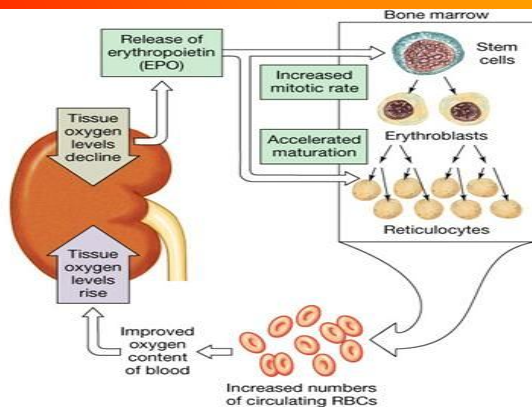 Bone marrow
Release of
erythropoietin
(EPO)
Stem
cells
Increased
mitotic rate
Tissue
oxygen
levels
decline
Erythroblasts
Accelerated
maturation
Reticulocytes
Tissue
oxygen
levels
rise
Improved
oxygen
content
of blood
Increased numbers
of circulating RBCs